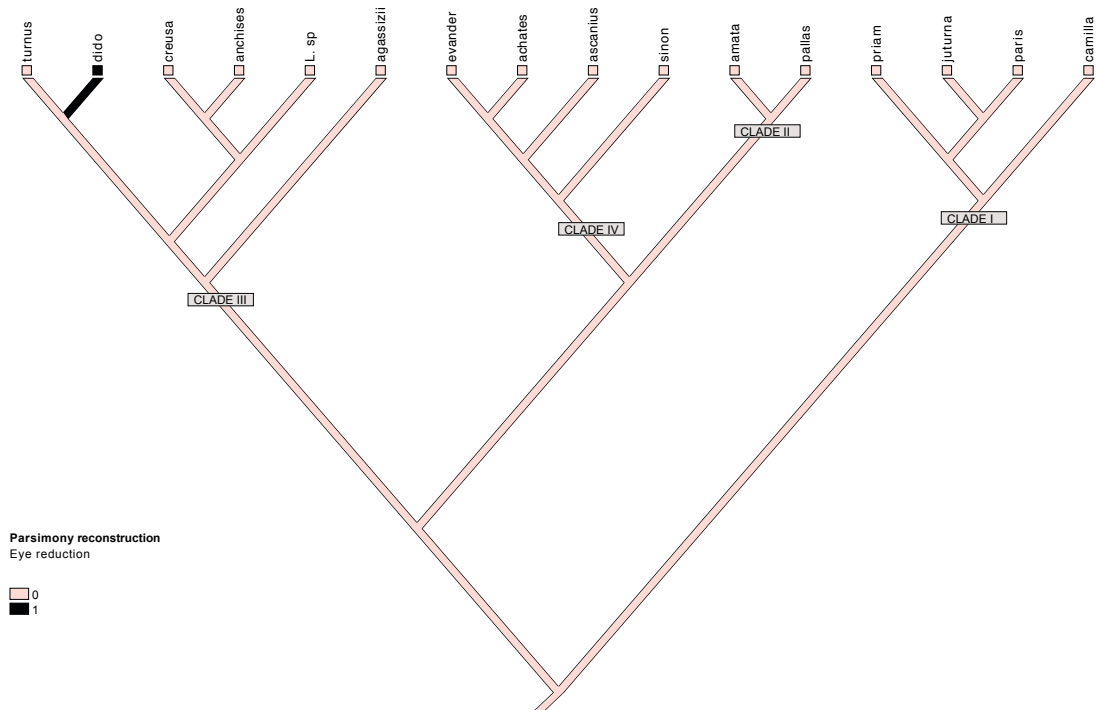 turnus
dido
creusa
anchises
L. sp
agassizii
evander
achates
ascanius
sinon
amata
pallas
priam
juturna
paris
camilla
CLADE II
CLADE I
CLADE IV
CLADE III
Parsimony reconstruction
Eye reduction
0
1